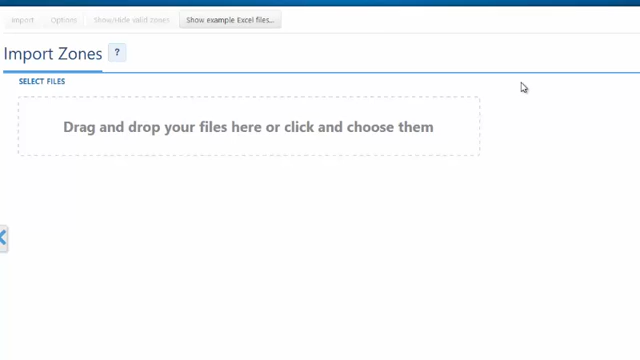 Import Options Show/hide valid zones Show example Excel files...
Import Zones ?
SELECT FILES
Drag and drop your files here or click and choose them